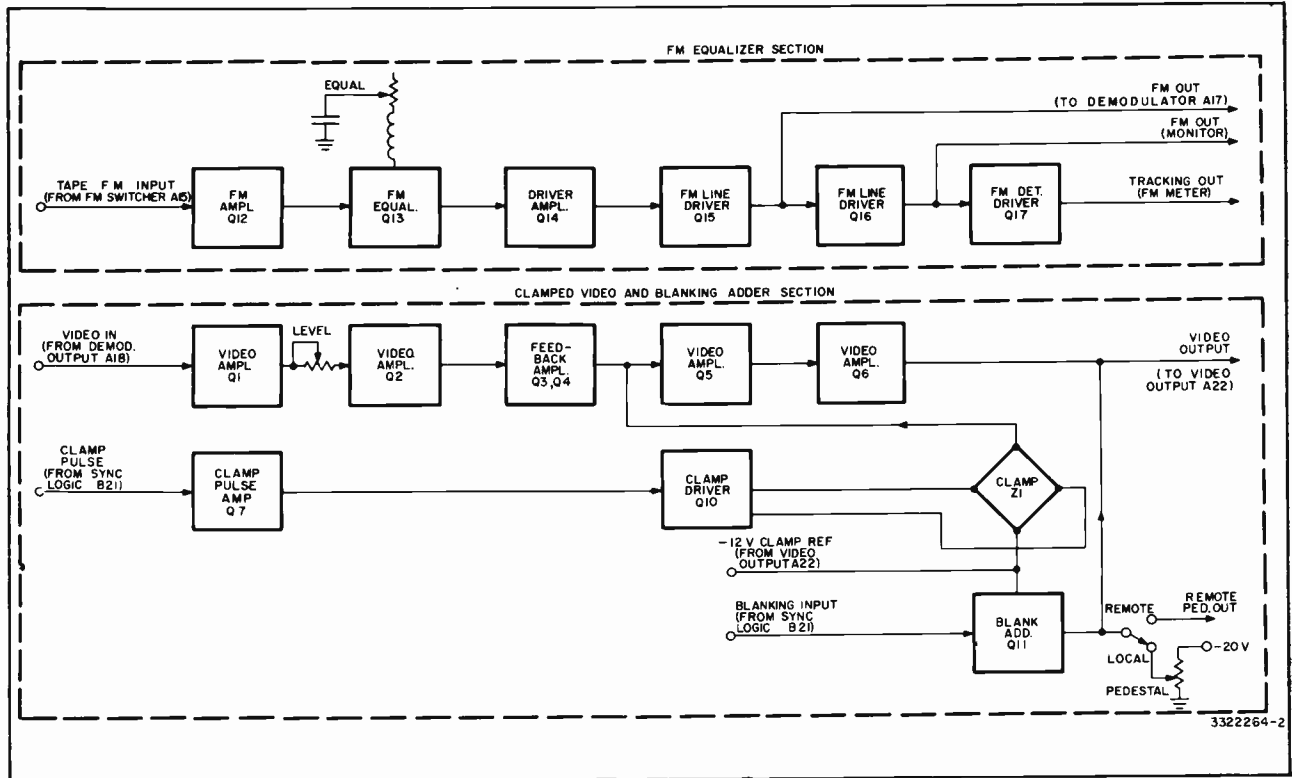 FM EQUALIZER SECTION
EQUAL
FM OUT
(TO DEMODULATOR A17)
FM OUT
(MONITOR)
TAPE FM INPUT
(FROM FM SWITCHER A15)
FM
AMPL
Q12
FM
EQUAL.
Q13
DRIVER
AMPL.
Q14
FM LINE
DRIVER
Q15
FM LINE
DRIVER
Q16
FM DET.
DRIVER
Q17
TRACKING OUT
(FM METER)
CLAMPED VIDEO AND BLANKING ADDER SECTION
VIDEO IN
(FROM DEMOD.
OUTPUT A18)
VIDEO
AMPL
Q1
LEVEL
VIDEO
AMPL.
Q2
FEED-
BACK
AMPL.
Q3,Q4
VIDEO
AMPL.
Q5
VIDEO
AMPL.
Q6
VIDEO
OUTPUT
(TO VIDEO
OUTPUT A22)
CLAMP
PULSE
(FROM SYNC
LOGIC B21)
CLAMP
PULSE
AMP
Q7
CLAMP
DRIVER
Q10
CLAMP
Z1
-12 V CLAMP REF
(FROM VIDEO
OUTPUT A22)
BLANKING INPUT
(FROM SYNC
LOGIC B21)
BLANK
ADD.
Q11
REMOTE
REMOTE
PED.OUT
LOCAL
-20V
PEDESTAL
3322264-2